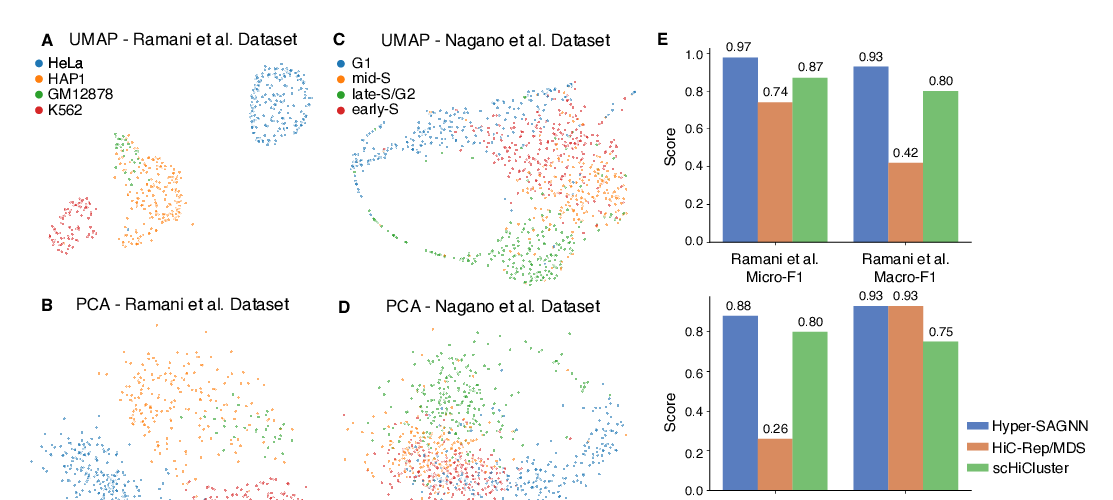 A UMAP - Ramani et al. Dataset
HeLa
HAP1
GM12878
K562
C UMAP - Nagano et al. Dataset
G1
mid-S
late-S/G2
early-S
B PCA - Ramani et al. Dataset
D PCA - Nagano et al. Dataset
E
Score
1.0
0.8
0.6
0.4
0.2
0.0
0.97
0.74
0.87
0.93
0.42
0.80
Ramani et al.
Micro-F1
Ramani et al.
Macro-F1
Score
0.8
0.6
0.4
0.2
0.0
0.88
0.26
0.80
0.93
0.93
0.75
Hyper-SAGNN
HiC-Rep/MDS
scHiCluster